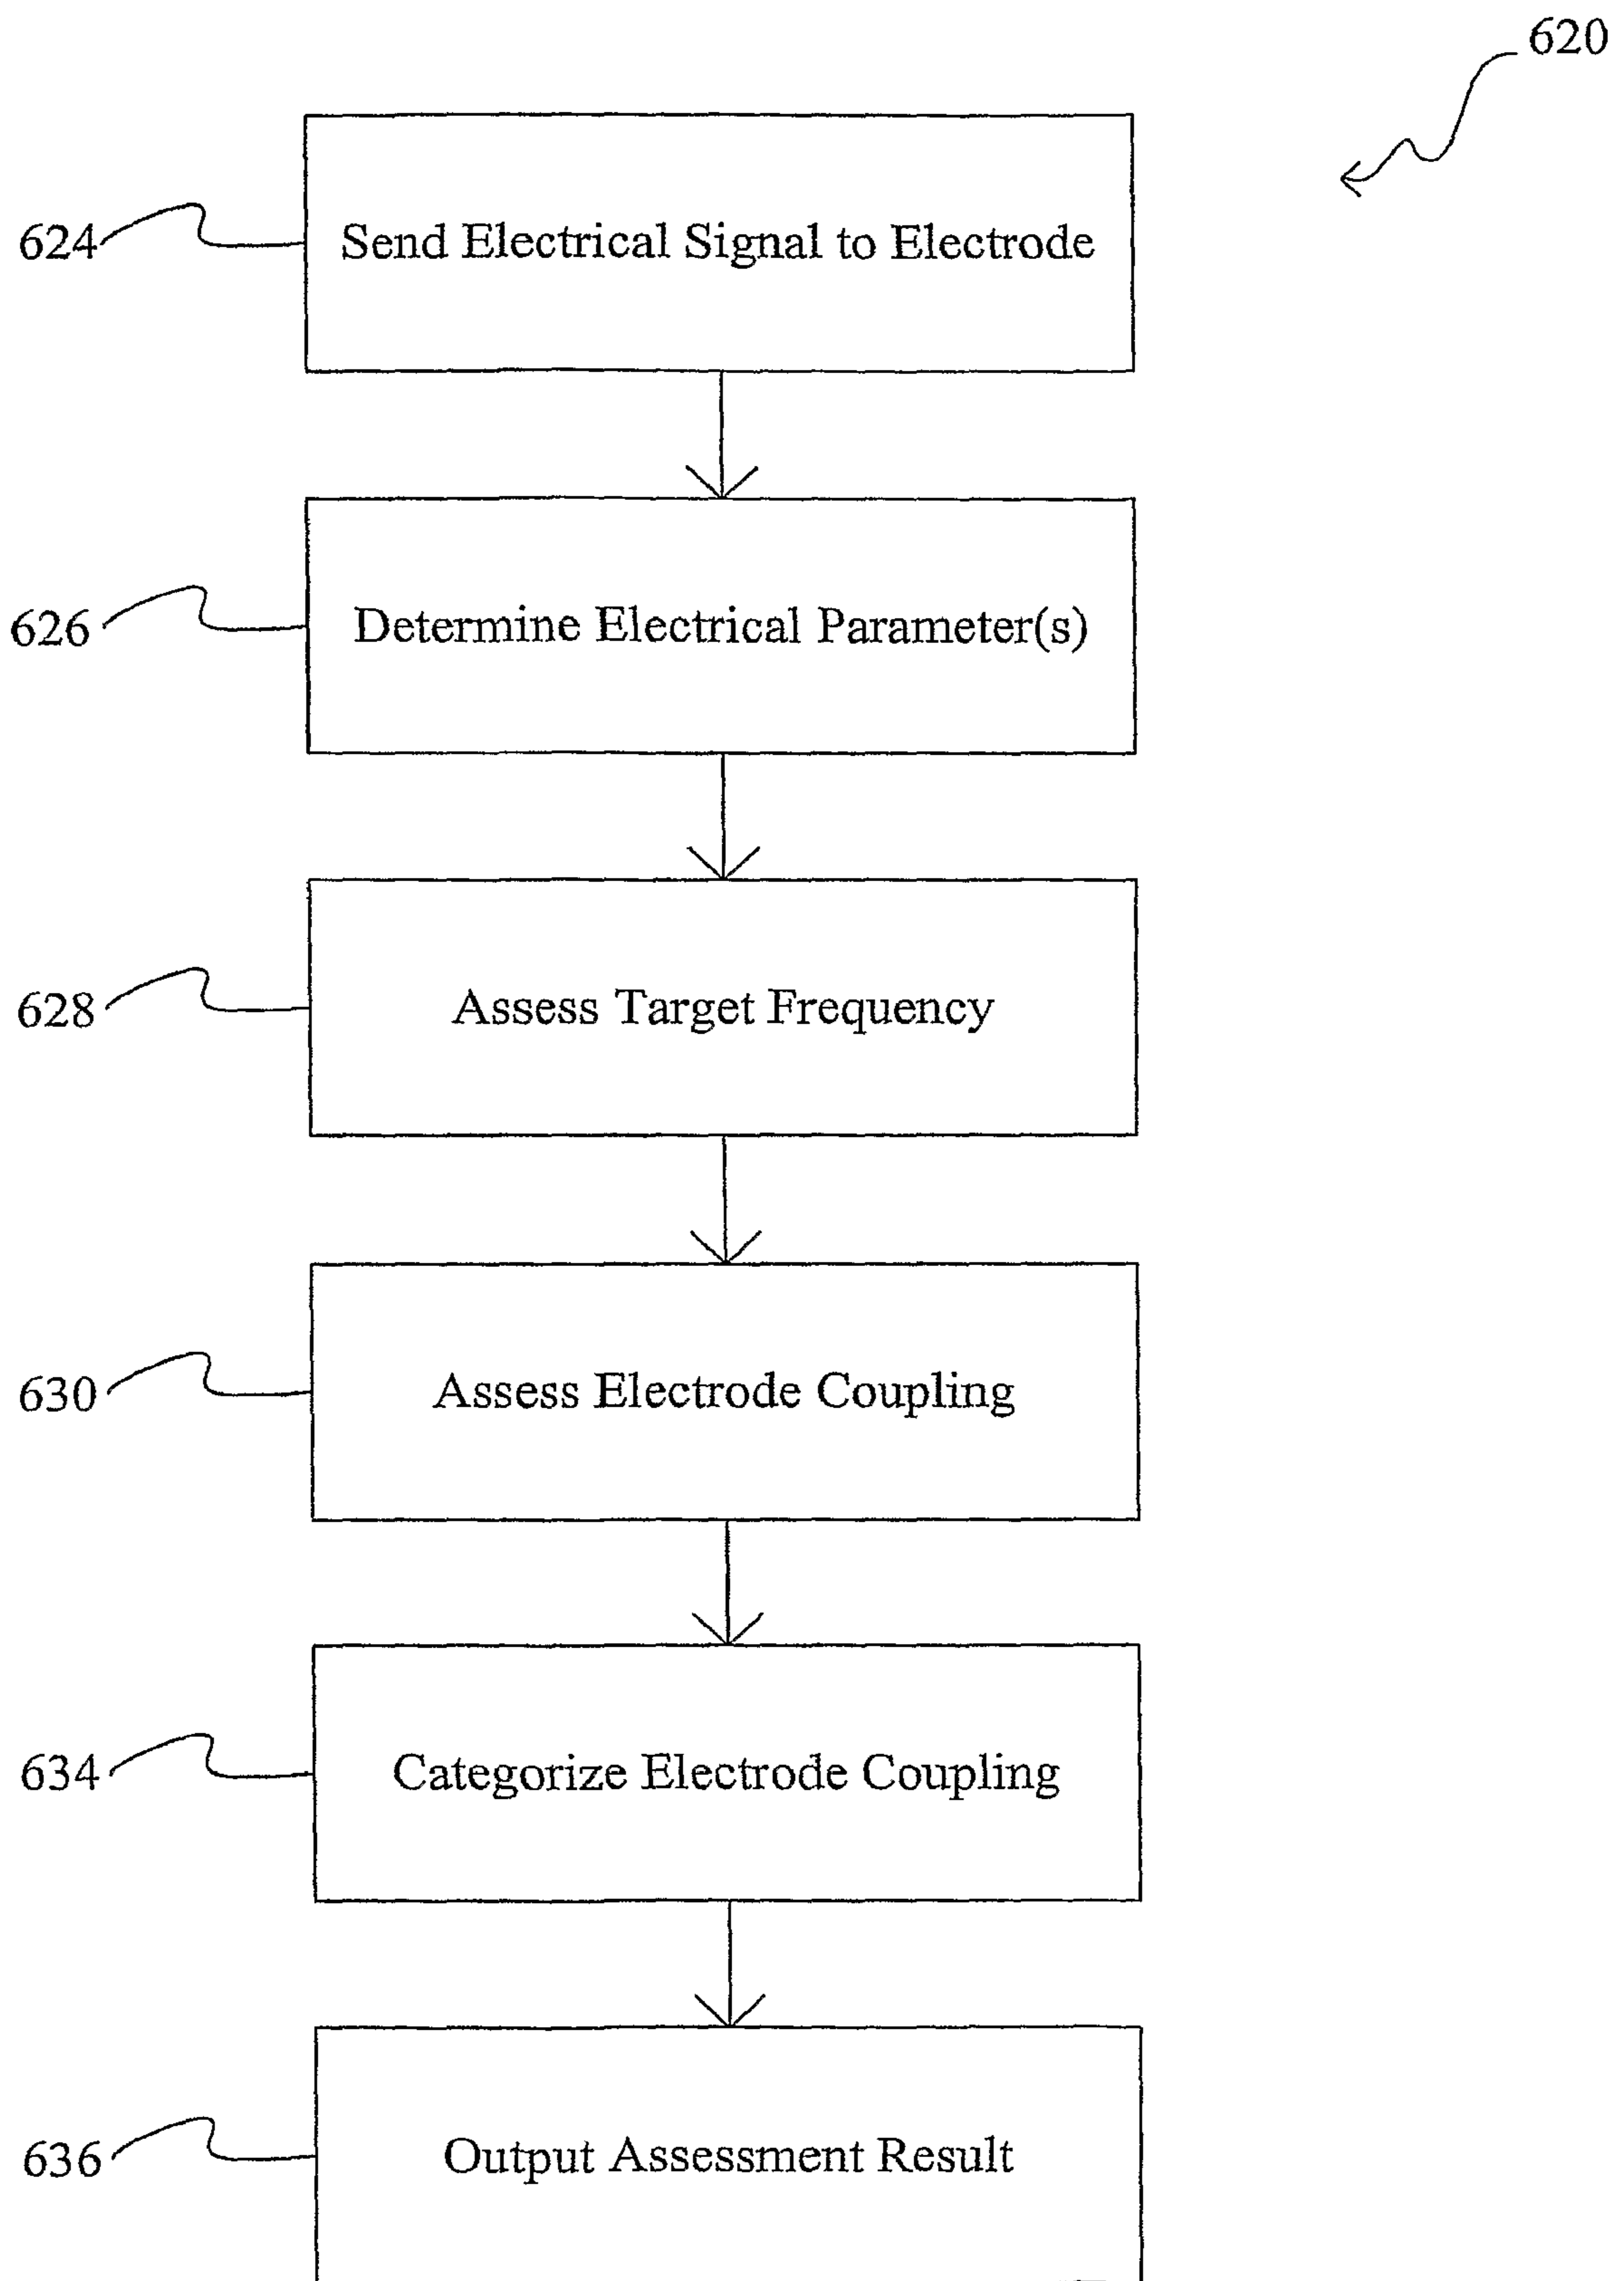 620
624
Send Electrical Signal to Electrode
626
Determine Electrical Parameter(s)
628
Assess Target Frequency
630
Assess Electrode Coupling
634
Categorize Electrode Coupling
636
Output Assessment Result